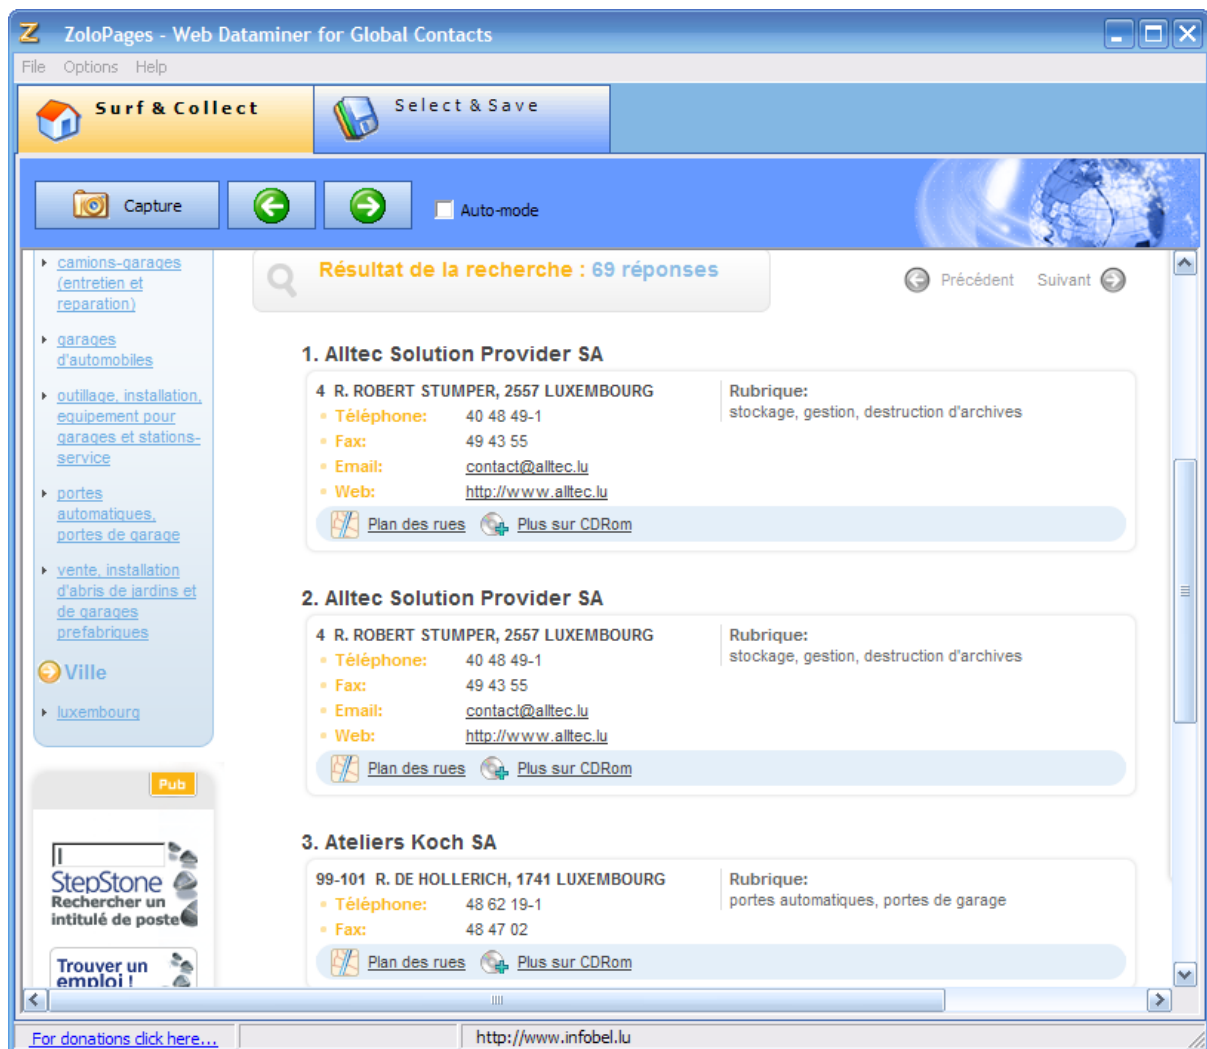 ZoloPages - Web Dataminer for Global Contacts
File Options Help
Surf & Collect
Select & Save
Capture
Auto-mode
camions-garages
(entretien et
reparation)
garages
d'automobiles
outillage, installation,
equipement pour
garages et stations-
service
portes
automatiques,
portes de garage
vente, installation
d'abris de jardins et
de garages
prefabriques
Ville
luxembourg
Pub
StepStone
Rechercher un
intitulé de poste
Trouver un
emploi !
Résultat de la recherche : 69 réponses
Précédent Suivant
1. Alltec Solution Provider SA
4 R. ROBERT STUMPER, 2557 LUXEMBOURG
Téléphone: 40 48 49-1
Fax: 49 43 55
Email: contact@alltec.lu
Web: http://www.alltec.lu
Rubrique:
stockage, gestion, destruction d'archives
Plan des rues Plus sur CDRom
2. Alltec Solution Provider SA
4 R. ROBERT STUMPER, 2557 LUXEMBOURG
Téléphone: 40 48 49-1
Fax: 49 43 55
Email: contact@alltec.lu
Web: http://www.alltec.lu
Rubrique:
stockage, gestion, destruction d'archives
Plan des rues Plus sur CDRom
3. Ateliers Koch SA
99-101 R. DE HOLLERICH, 1741 LUXEMBOURG
Téléphone: 48 62 19-1
Fax: 48 47 02
Rubrique:
portes automatiques, portes de garage
Plan des rues Plus sur CDRom
For donations click here...
http://www.infobel.lu